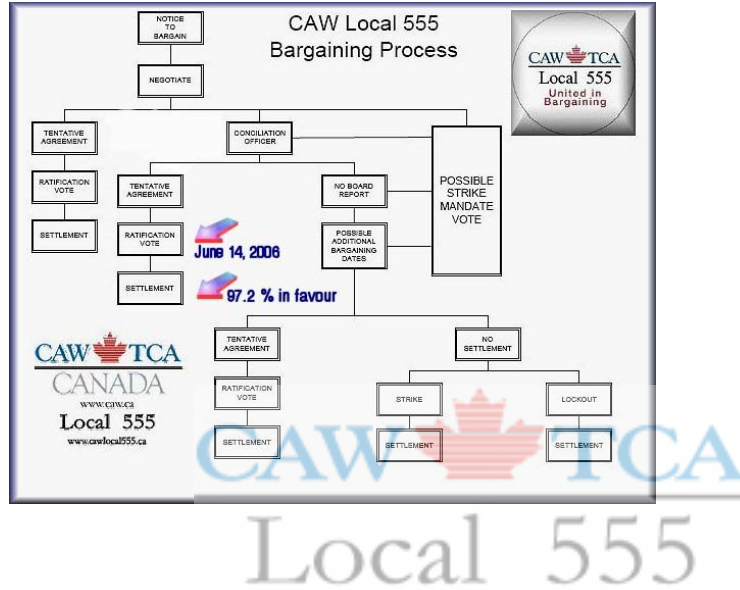 CAW Local 555
Bargaining Process
NOTICE
TO
BARGAIN
NEGOTIATE
CAW TCA
Local 555
United in
Bargaining
TENTATIVE
AGREEMENT
RATIFICATION
VOTE
SETTLEMENT
CONCILIATION
OFFICER
TENTATIVE
AGREEMENT
RATIFICATION
VOTE
June 14, 2006
SETTLEMENT
97.2 % in favour
NO BOARD
REPORT
POSSIBLE
ADDITIONAL
BARGAINING
DATES
POSSIBLE
STRIKE
MANDATE
VOTE
TENTATIVE
AGREEMENT
RATIFICATION
VOTE
SETTLEMENT
NO
SETTLEMENT
STRIKE
SETTLEMENT
LOCKOUT
SETTLEMENT
CAW TCA
CANADA
www.caw.ca
Local 555
www.cawlocal555.ca
CAW TCA
Local 555